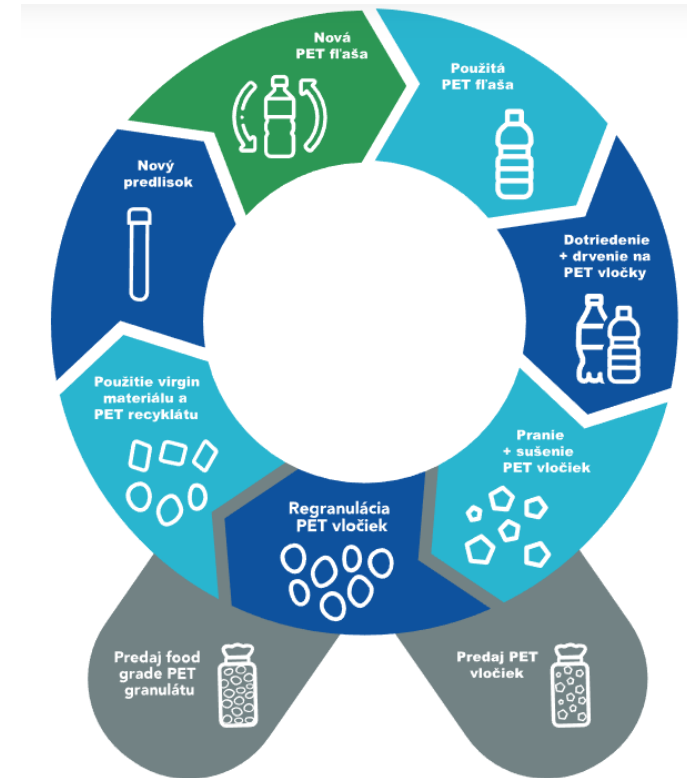 Nová
PET fľaša
Použitá
PET fľaša
Dotriedenie
+ drvenie na
PET vločky
Pranie
+ sušenie
PET vločiek
Predaj PET
vločiek
Regranulácia
PET vločiek
Predaj food
grade PET
granulátu
Použitie virgin
materiálu a
PET recyklátu
Nový
predlisok